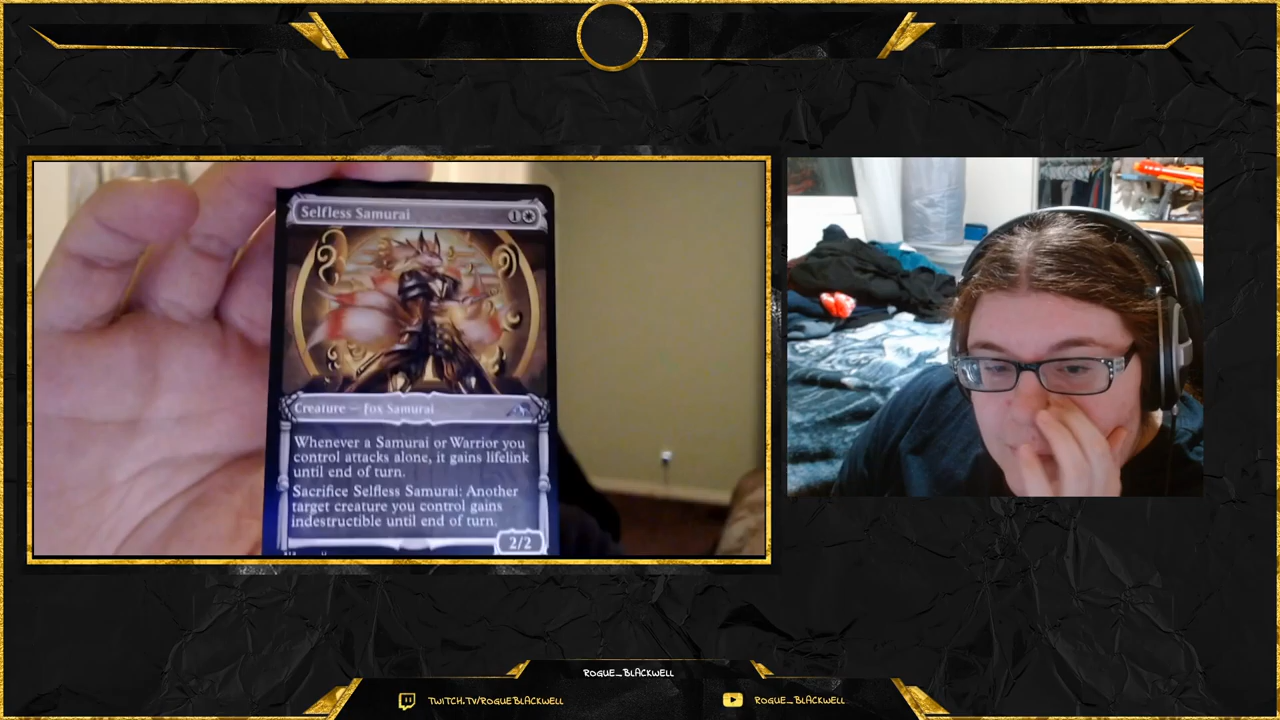 Selfless Samurai 1
Creature — Fox Samurai
Whenever a Samurai or Warrior you
control attacks alone, it gains lifelink
until end of turn.
Sacrifice Selfless Samurai: Another
target creature you control gains
indestructible until end of turn.
2/2
ROGUE_BLACKWELL
TWITCH.TV/ROGUEBLACKWELL
ROGUE_BLACKWELL